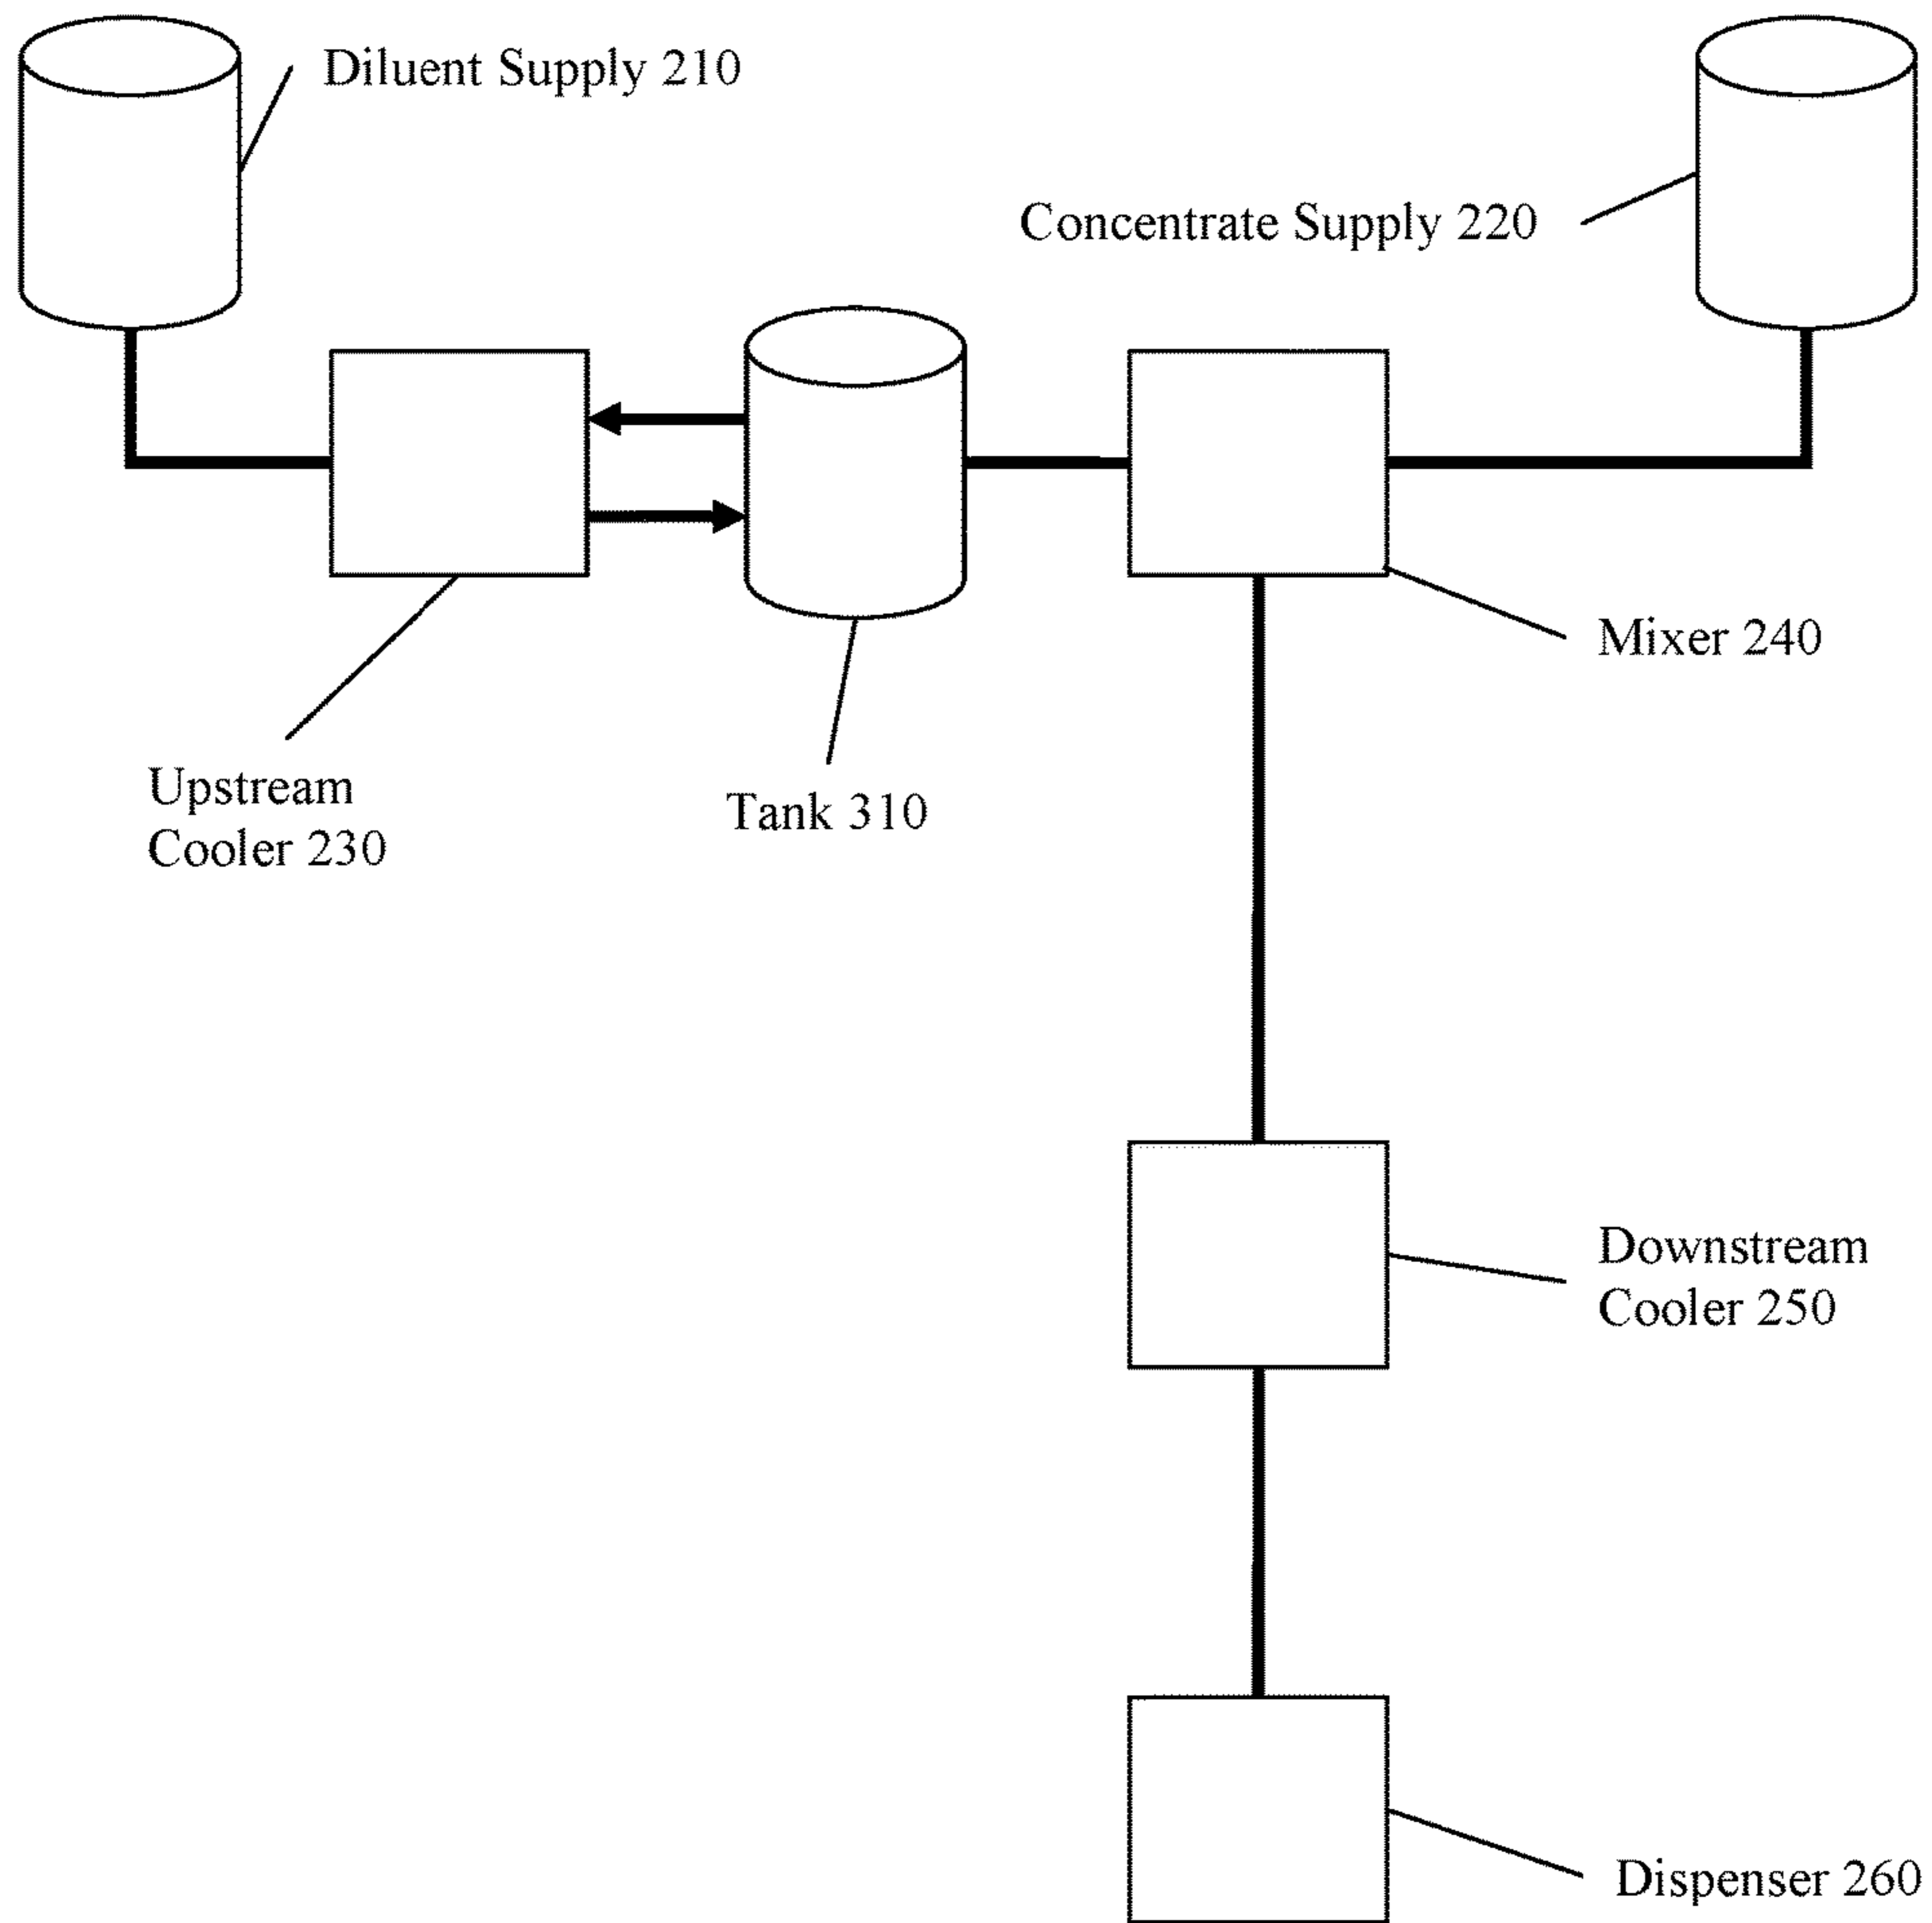 Diluent Supply 210
Concentrate Supply 220
Mixer 240
Upstream
Cooler 230
Tank 310
Downstream
Cooler 250
Dispenser 260